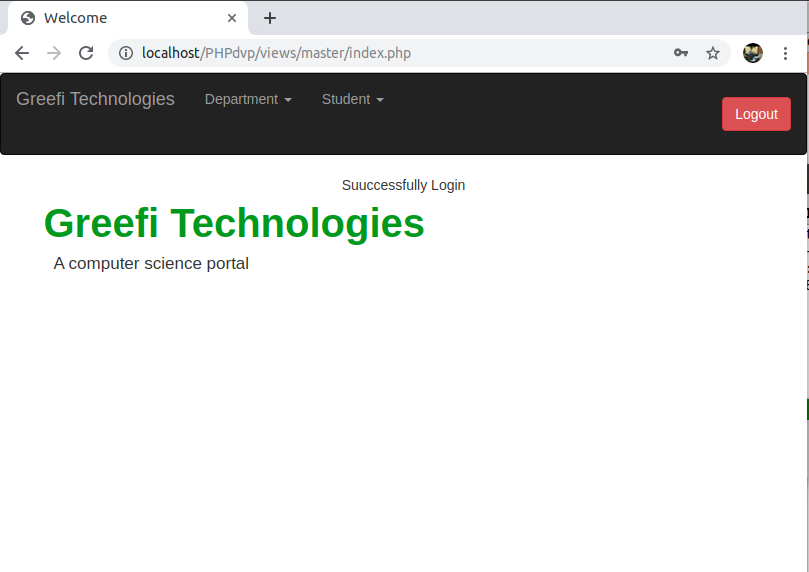 Welcome
localhost/PHPdvp/views/master/index.php
Greefi Technologies Department Student Logout
Suuccessfully Login
Greefi Technologies
A computer science portal